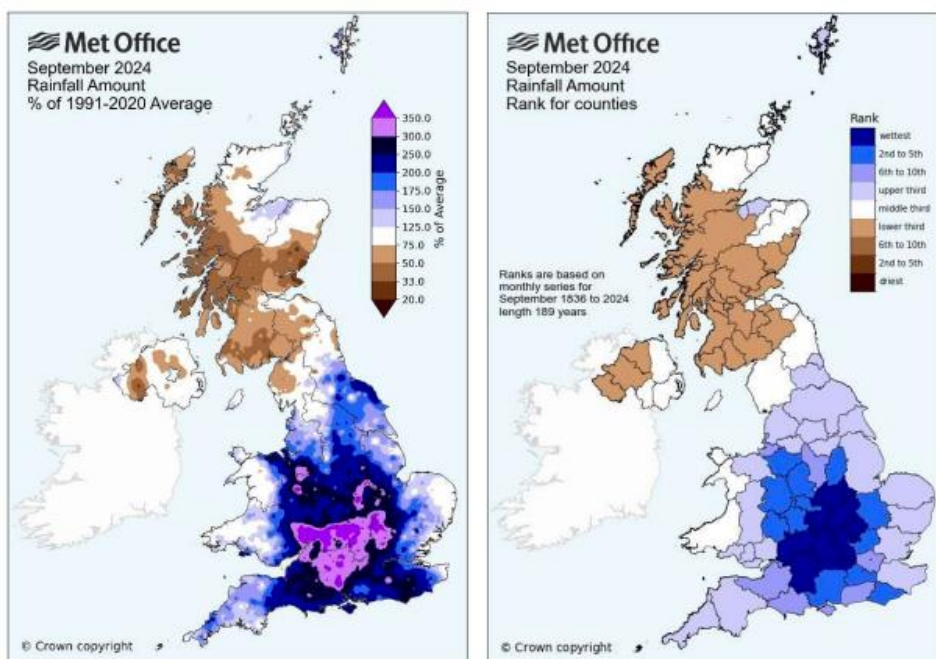 Met Office
September 2024
Rainfall Amount
% of 1991-2020 Average
350.0
300.0
250.0
200.0
175.0
150.0
125.0
75.0
50.0
33.0
20.0
% of Average
© Crown copyright
Met Office
September 2024
Rainfall Amount
Rank for counties
Rank
wettest
2nd to 5th
6th to 10th
upper third
middle third
lower third
6th to 10th
2nd to 5th
driest
Ranks are based on
monthly series for
September 1836 to 2024
length 189 years
© Crown copyright